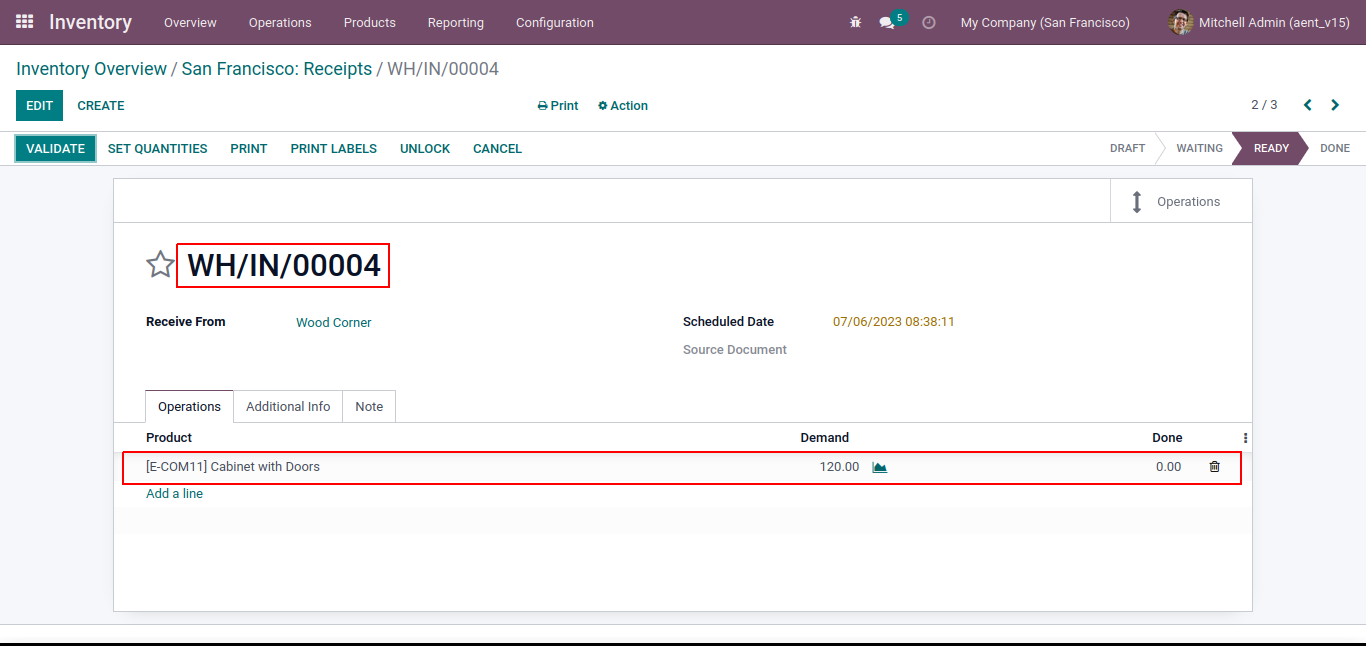 Inventory Overview Operations Products Reporting Configuration 5 My Company (San Francisco) Mitchell Admin (aent_v15)
Inventory Overview / San Francisco: Receipts / WH/IN/00004
EDIT CREATE Print Action 2 / 3
VALIDATE SET QUANTITIES PRINT PRINT LABELS UNLOCK CANCEL DRAFT WAITING READY DONE
Operations
WH/IN/00004
Receive From Wood Corner Scheduled Date 07/06/2023 08:38:11
Source Document
Operations Additional Info Note
Product Demand Done
[E-COM11] Cabinet with Doors 120.00 0.00
Add a line